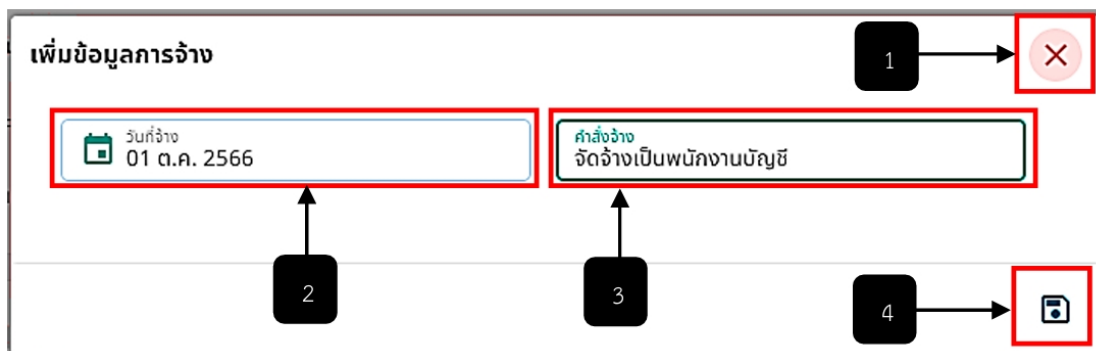 เพิ่มข้อมูลการจ้าง
1
วันที่จ้าง
01 ต.ค. 2566
คำสั่งจ้าง
จัดจ้างเป็นพนักงานบัญชี
2
3
4